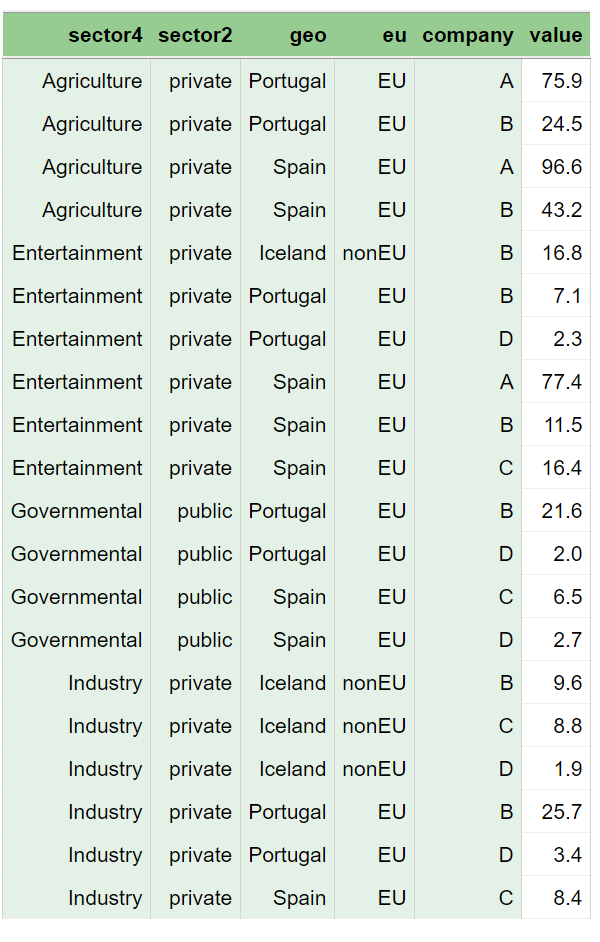 sector4 sector2 geo eu company value
Agriculture private Portugal EU A 75.9
Agriculture private Portugal EU B 24.5
Agriculture private Spain EU A 96.6
Agriculture private Spain EU B 43.2
Entertainment private Iceland nonEU B 16.8
Entertainment private Portugal EU B 7.1
Entertainment private Portugal EU D 2.3
Entertainment private Spain EU A 77.4
Entertainment private Spain EU B 11.5
Entertainment private Spain EU C 16.4
Governmental public Portugal EU B 21.6
Governmental public Portugal EU D 2.0
Governmental public Spain EU C 6.5
Governmental public Spain EU D 2.7
Industry private Iceland nonEU B 9.6
Industry private Iceland nonEU C 8.8
Industry private Iceland nonEU D 1.9
Industry private Portugal EU B 25.7
Industry private Portugal EU D 3.4
Industry private Spain EU C 8.4